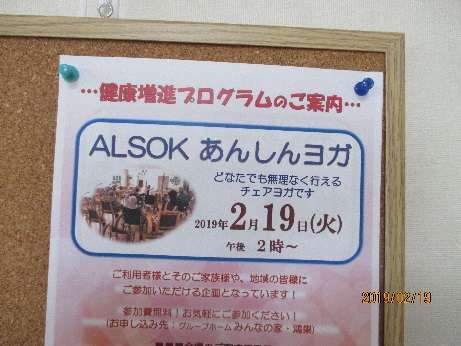 …健康増進プログラムのご案内…
ALSOK あんしんヨガ
どなたでも無理なく行える
チェアヨガです
2019年2月19日(火)
午後 2時～
ご利用者様とそのご家族様や、地域の皆様に
ご参加いただける企画となっています！
参加費無料！お気軽にご参加ください！
(お申し込み先：グループホームみんなの家・鴻巣)
2019/02/19